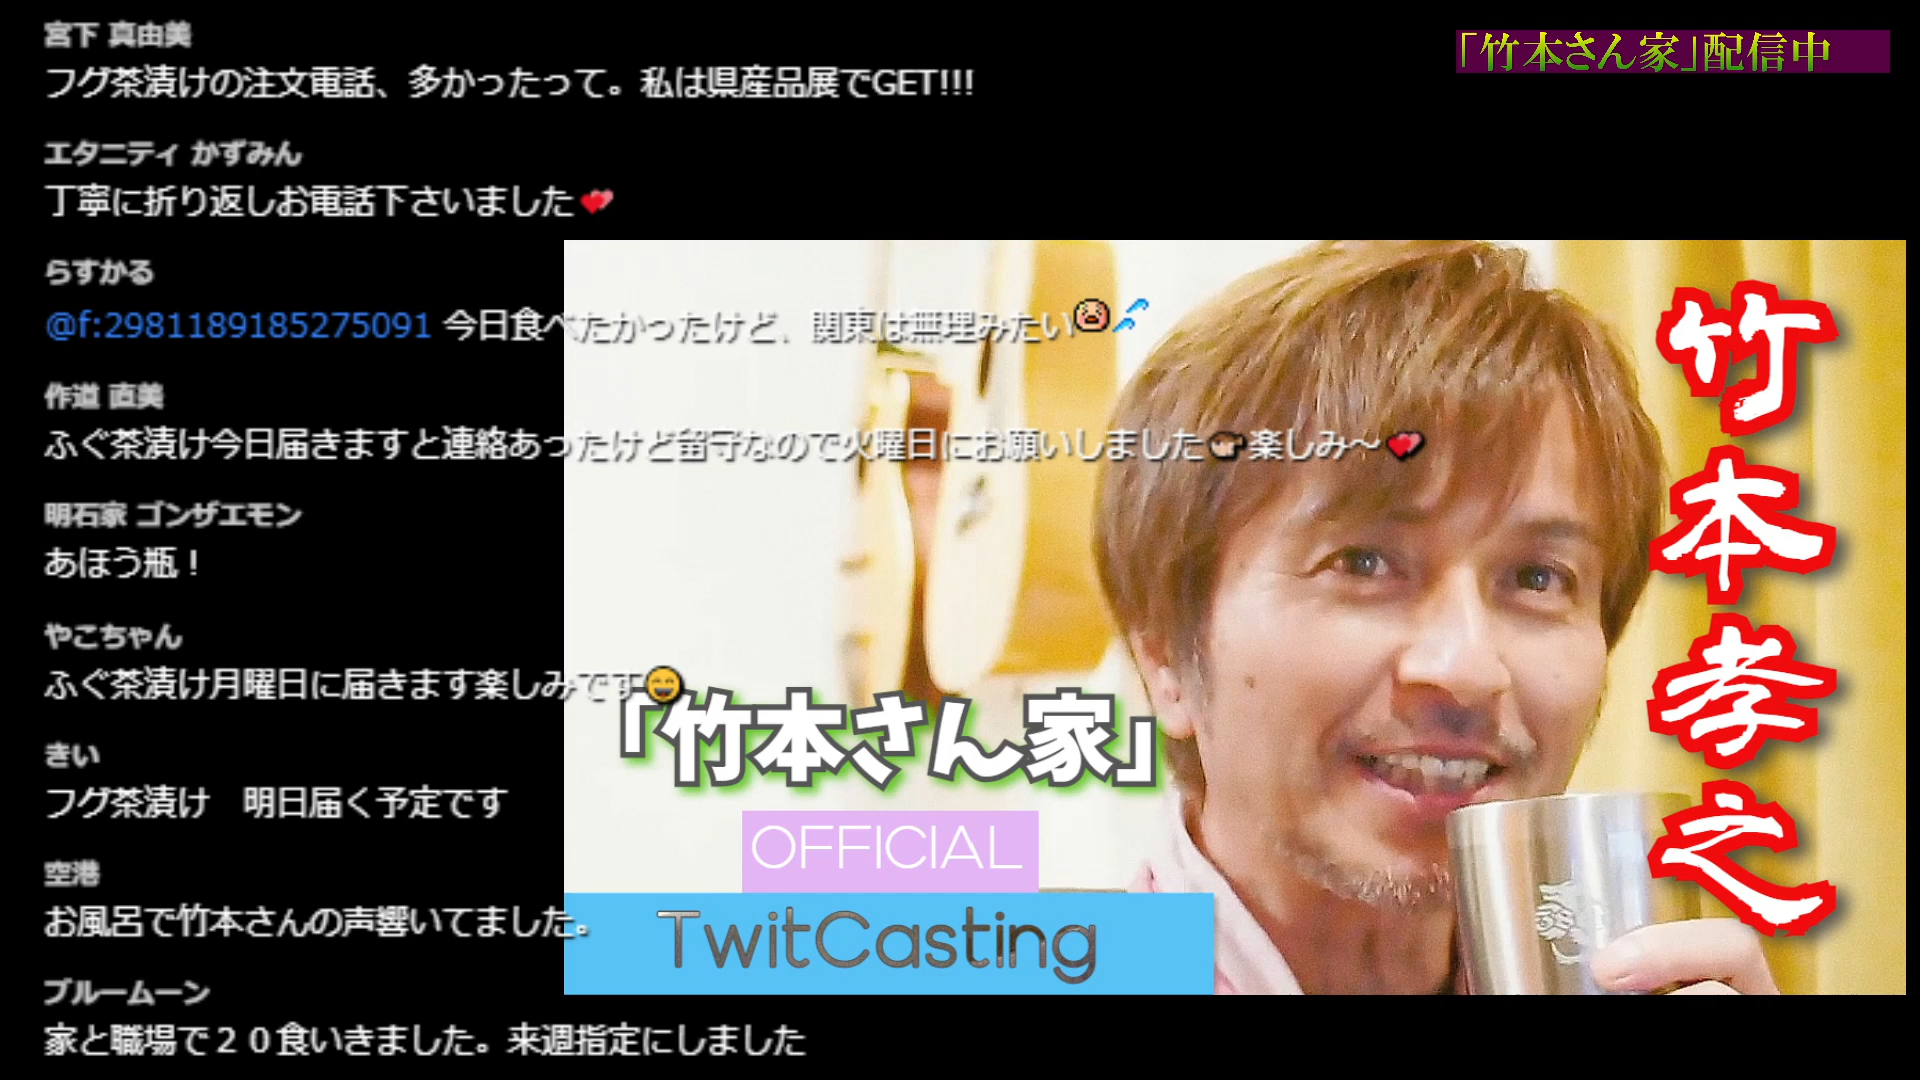 宮下 真由美
フグ茶漬けの注文電話、多かったって。私は県産品展でGET!!!
「竹本さん家」配信中
エタニティ かずみん
丁寧に折り返しお電話下さいました💕
らすかる
@f:2981189185275091 今日食べたかったけど、関東は無理みたい😭💦
作道 直美
ふぐ茶漬け今日届きますと連絡あったけど留守なので火曜日にお願いしました楽しみ～💕
明石家 ゴンザエモン
あほう瓶！
やこちゃん
ふぐ茶漬け月曜日に届きます楽しみです😄
きい
フグ茶漬け　明日届く予定です
空港
お風呂で竹本さんの声響いてました。
ブルームーン
家と職場で２０食いきました。来週指定にしました
竹本孝之
「竹本さん家」
OFFICIAL
TwitCasting